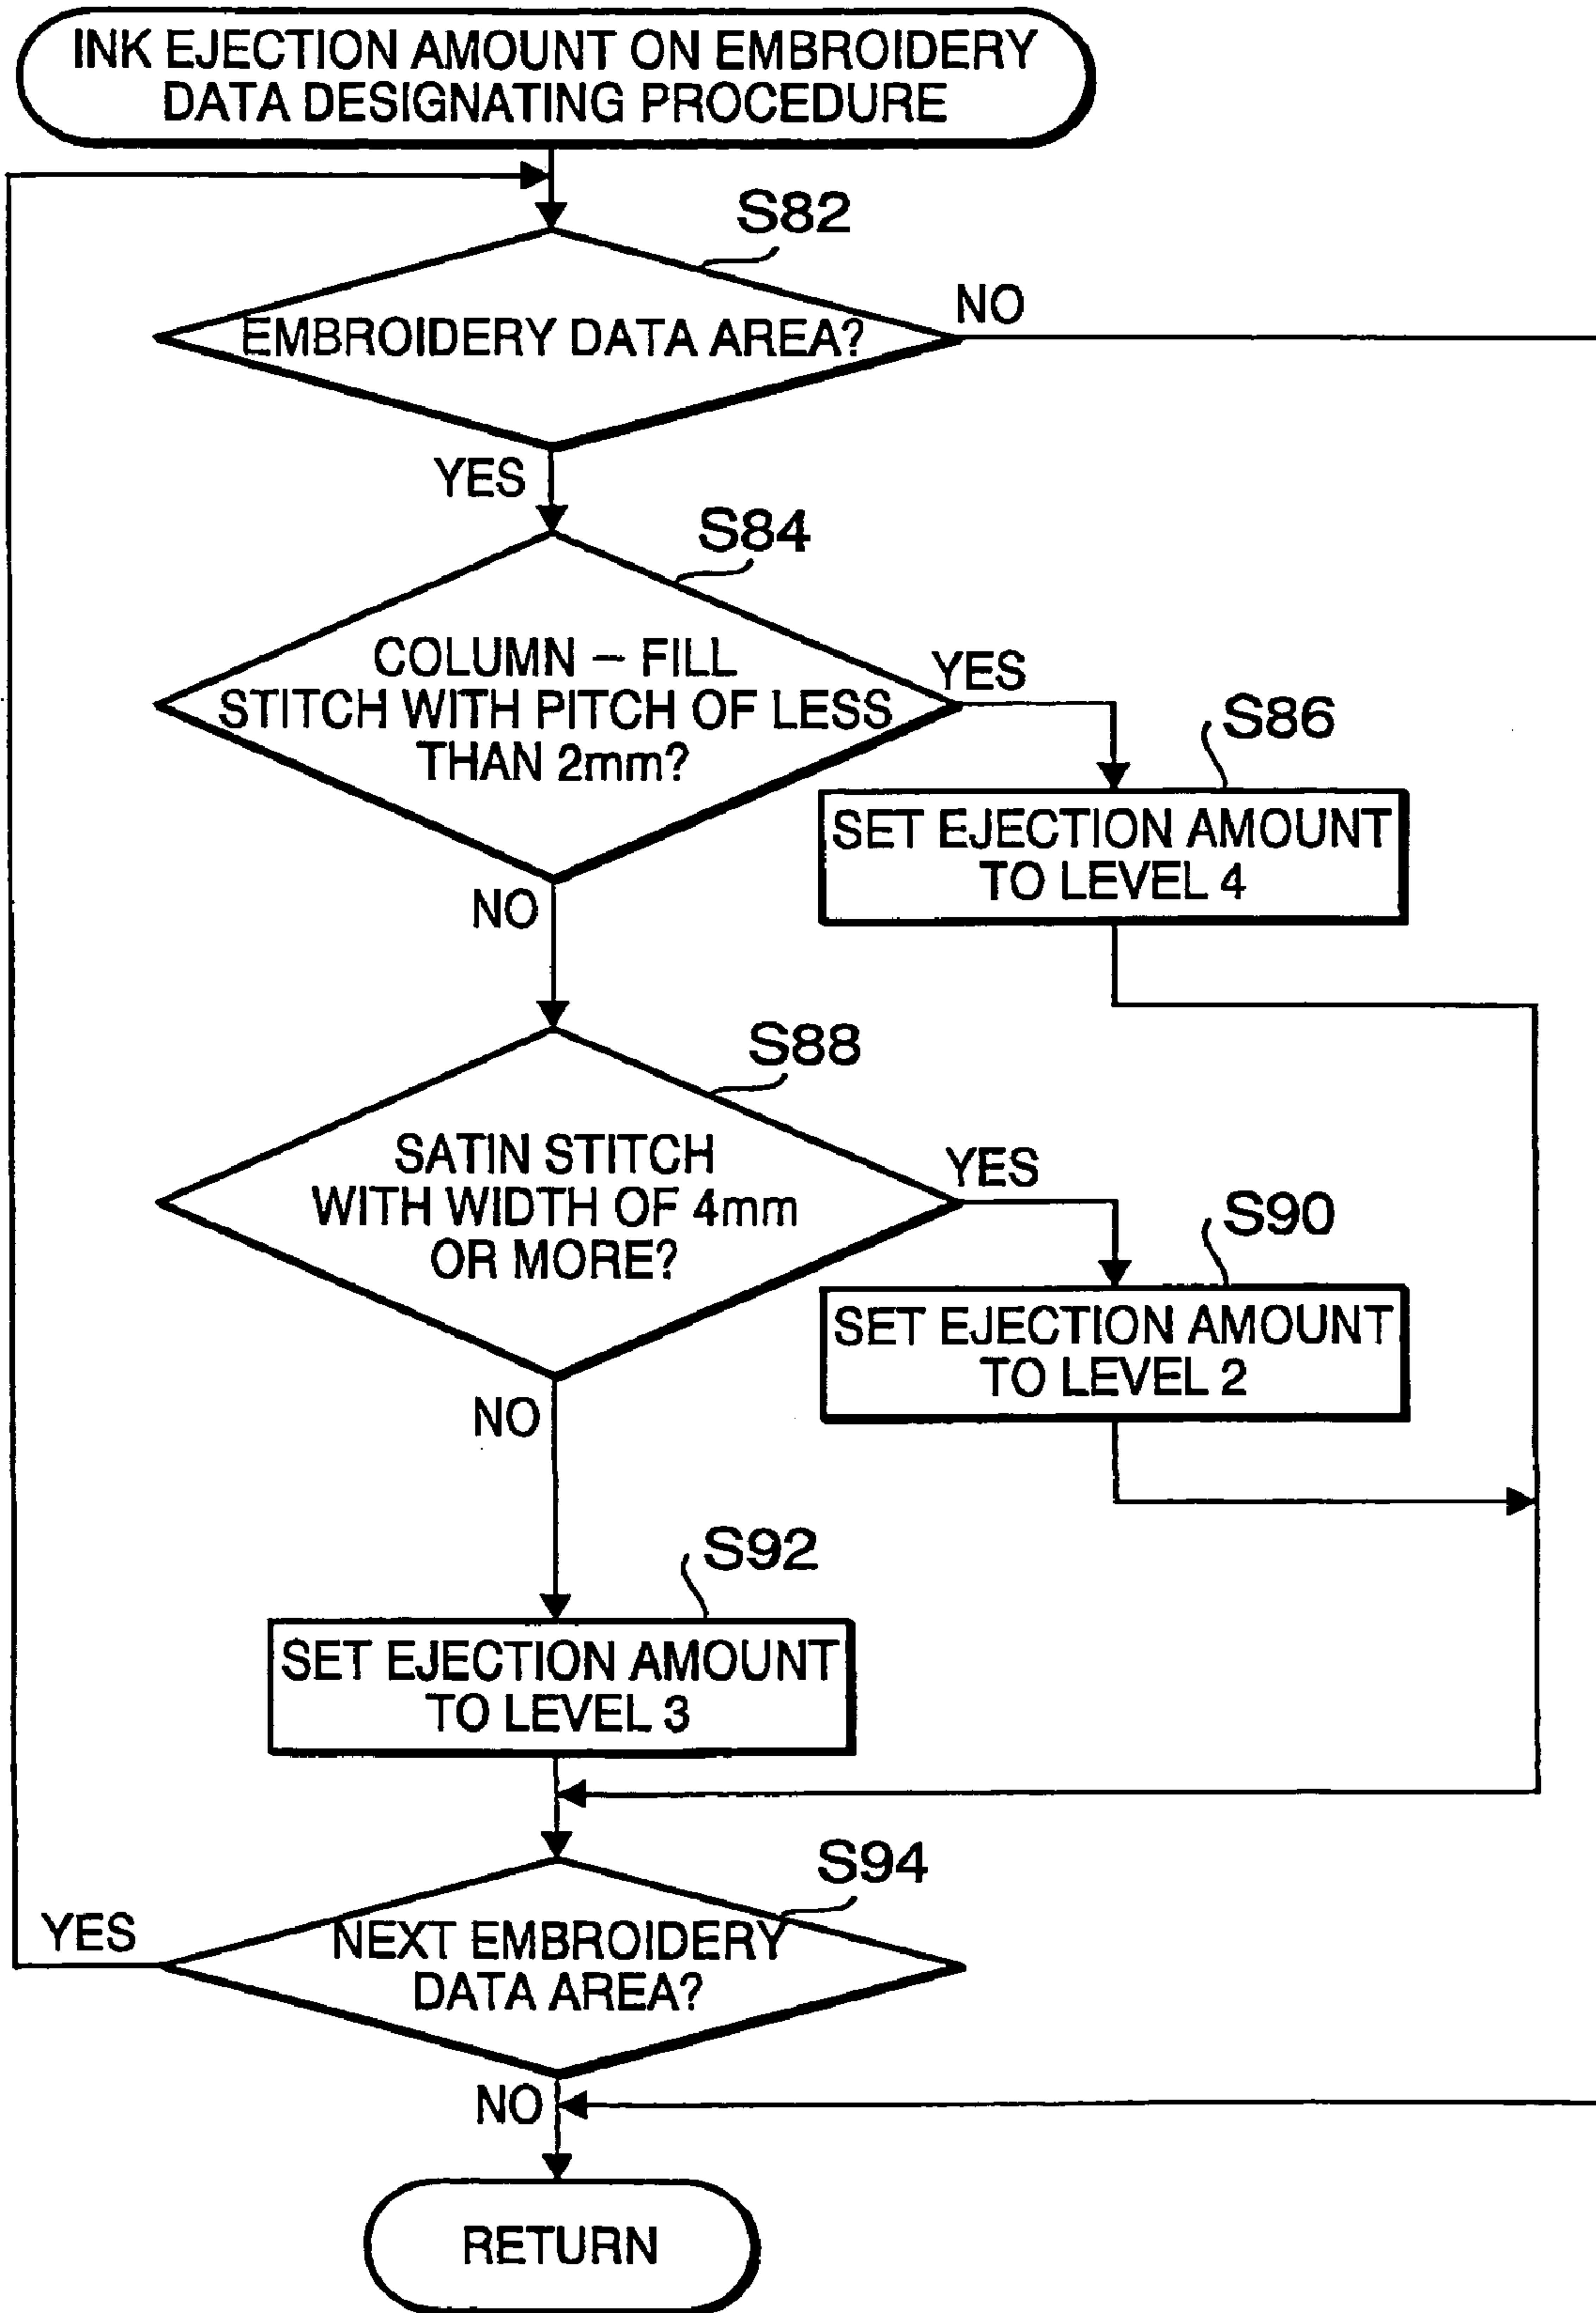 INK EJECTION AMOUNT ON EMBROIDERY
DATA DESIGNATING PROCEDURE
S82
EMBROIDERY DATA AREA?
NO
YES
S84
COLUMN – FILL
STITCH WITH PITCH OF LESS
THAN 2mm?
YES
S86
SET EJECTION AMOUNT
TO LEVEL 4
NO
S88
SATIN STITCH
WITH WIDTH OF 4mm
OR MORE?
YES
S90
SET EJECTION AMOUNT
TO LEVEL 2
NO
S92
SET EJECTION AMOUNT
TO LEVEL 3
S94
YES
NEXT EMBROIDERY
DATA AREA?
NO
RETURN